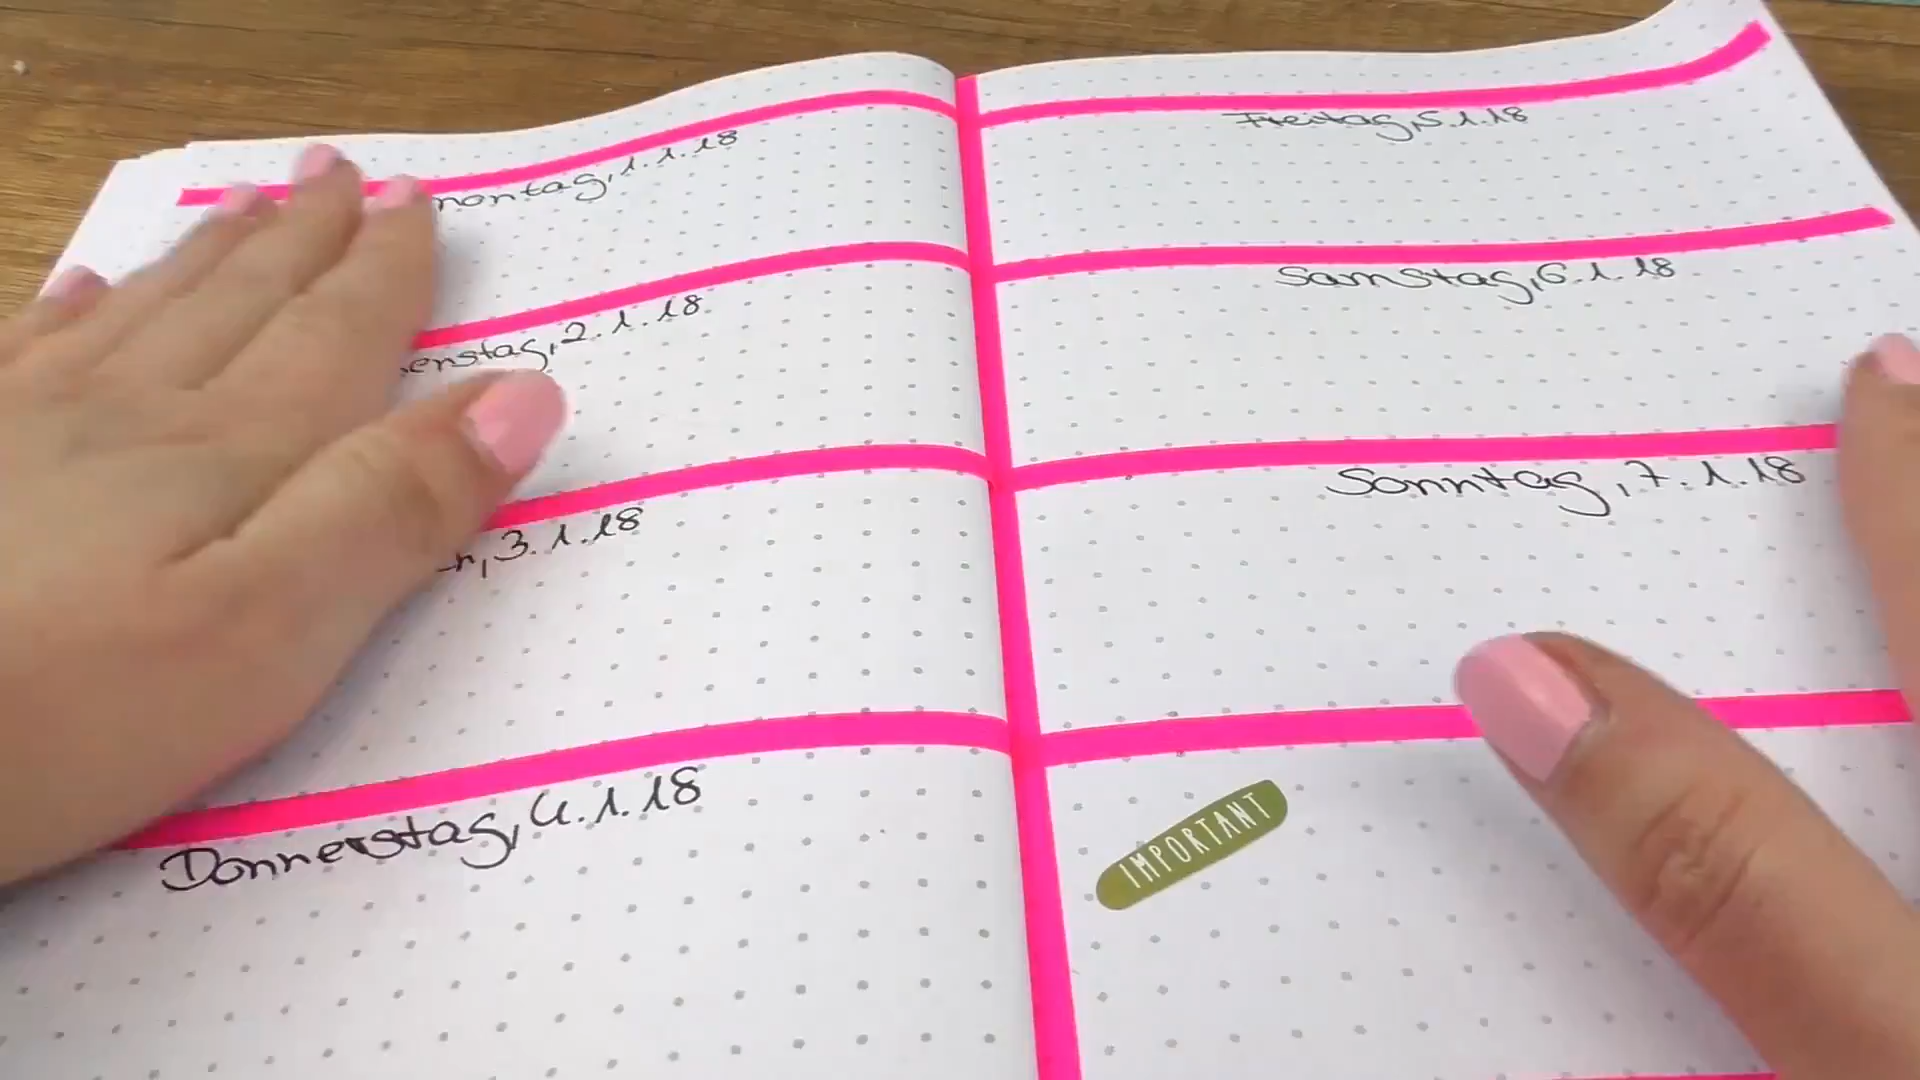 montag, 1.1.18
enstag, 2.1.18
h, 3.1.18
Donnerstag, 4.1.18
Freitag, 5.1.18
Samstag, 6.1.18
Sonntag, 7.1.18
IMPORTANT